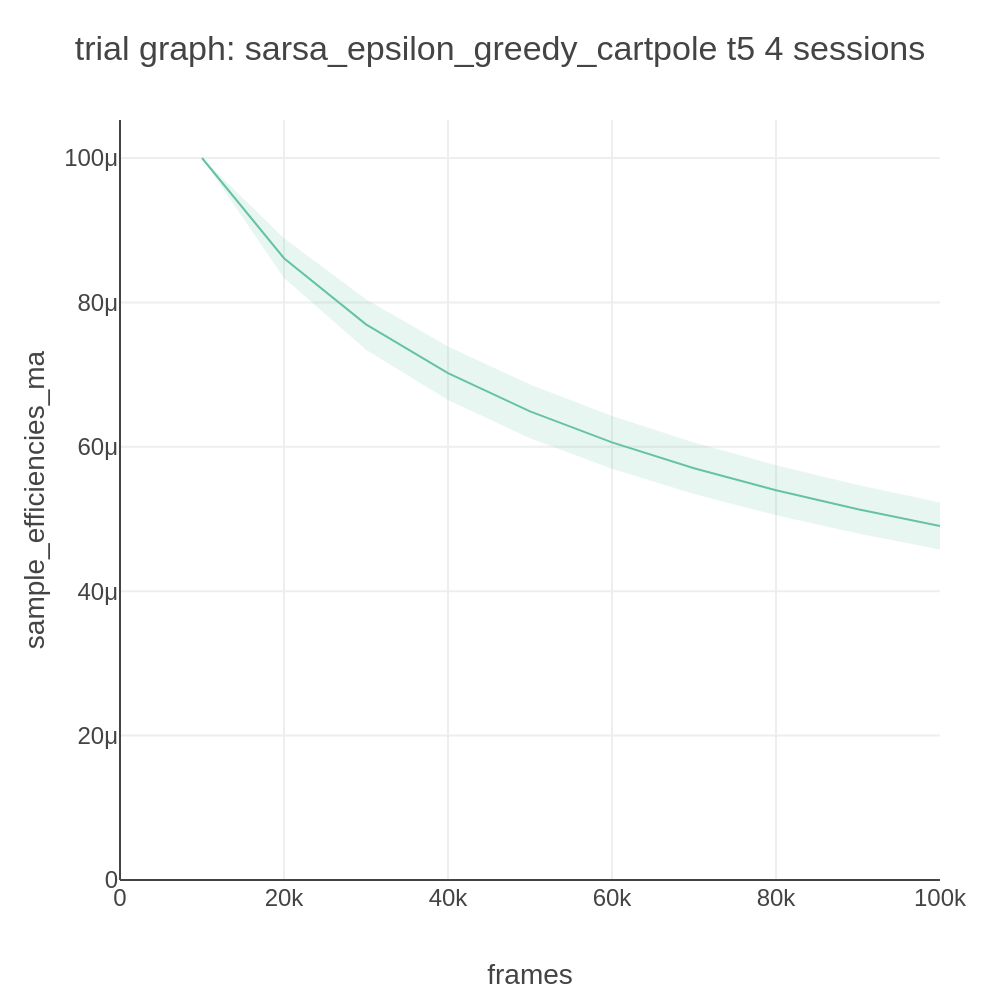 trial graph: sarsa_epsilon_greedy_cartpole t5 4 sessions
100μ
80μ
60μ
40μ
20μ
0
sample_efficiencies_ma
0 20k 40k 60k 80k 100k
frames